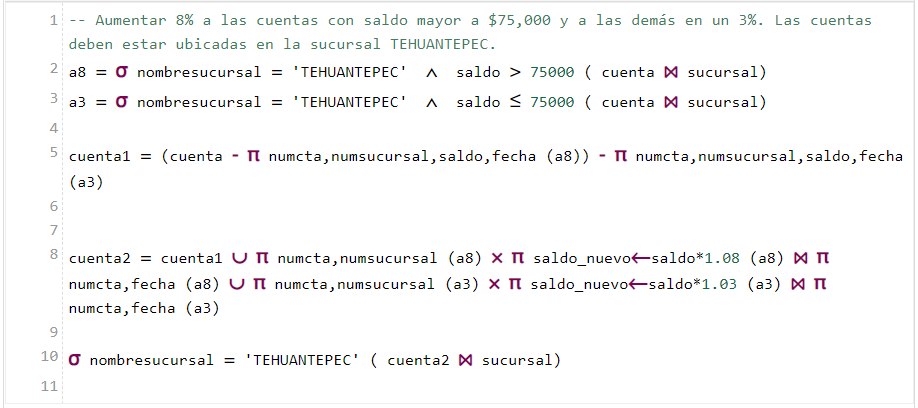 1 -- Aumentar 8% a las cuentas con saldo mayor a $75,000 y a las demás en un 3%. Las cuentas
deben estar ubicadas en la sucursal TEHUANTEPEC.
2 a8 = σ nombresucursal = 'TEHUANTEPEC' ∧ saldo > 75000 ( cuenta ⨝ sucursal)
3 a3 = σ nombresucursal = 'TEHUANTEPEC' ∧ saldo ≤ 75000 ( cuenta ⨝ sucursal)
4
5 cuenta1 = (cuenta - π numcta,numsucursal,saldo,fecha (a8)) - π numcta,numsucursal,saldo,fecha
(a3)
6
7
8 cuenta2 = cuenta1 ∪ π numcta,numsucursal (a8) ⨯ π saldo_nuevo←saldo*1.08 (a8) ⨝ π
numcta,fecha (a8) ∪ π numcta,numsucursal (a3) ⨯ π saldo_nuevo←saldo*1.03 (a3) ⨝ π
numcta,fecha (a3)
9
10 σ nombresucursal = 'TEHUANTEPEC' ( cuenta2 ⨝ sucursal)
11